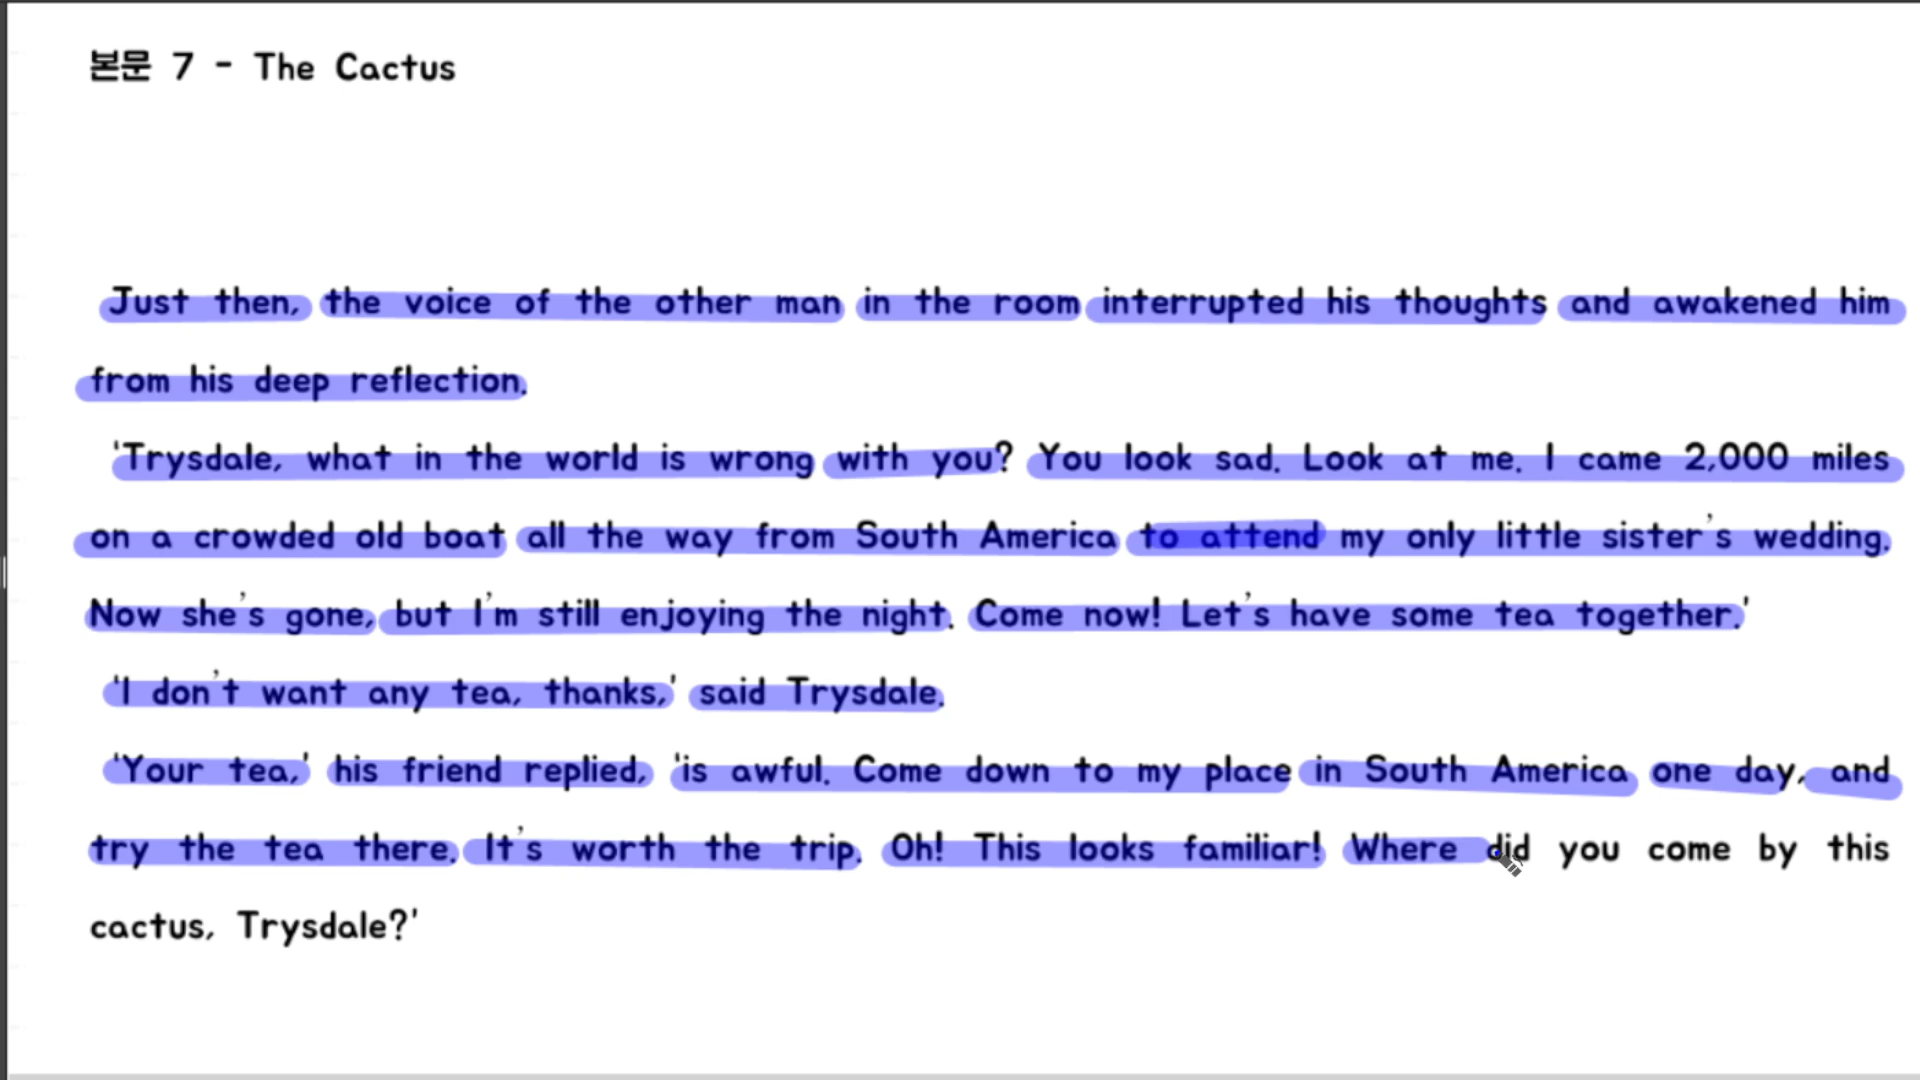 본문 7 - The Cactus
Just then, the voice of the other man in the room interrupted his thoughts and awakened him
from his deep reflection.
'Trysdale, what in the world is wrong with you? You look sad. Look at me. I came 2,000 miles
on a crowded old boat all the way from South America to attend my only little sister's wedding.
Now she's gone, but I'm still enjoying the night. Come now! Let's have some tea together.'
'I don't want any tea, thanks,' said Trysdale.
'Your tea,' his friend replied, 'is awful. Come down to my place in South America one day, and
try the tea there. It's worth the trip. Oh! This looks familiar! Where did you come by this
cactus, Trysdale?'